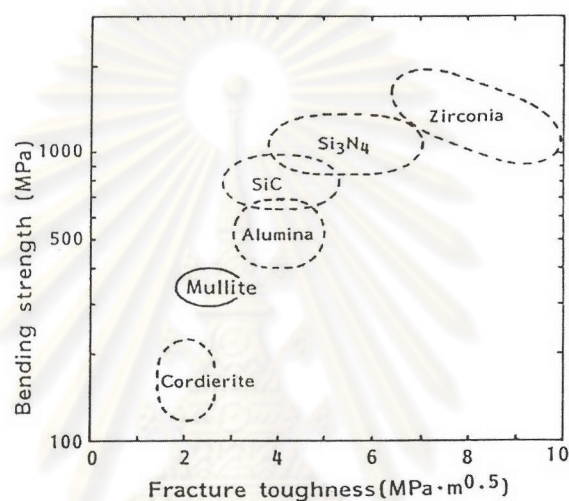 Bending strength (MPa)
1000
500
100
Zirconia
Si₃N₄
SiC
Alumina
Mullite
Cordierite
0 2 4 6 8 10
Fracture toughness(MPa·m⁰·⁵)